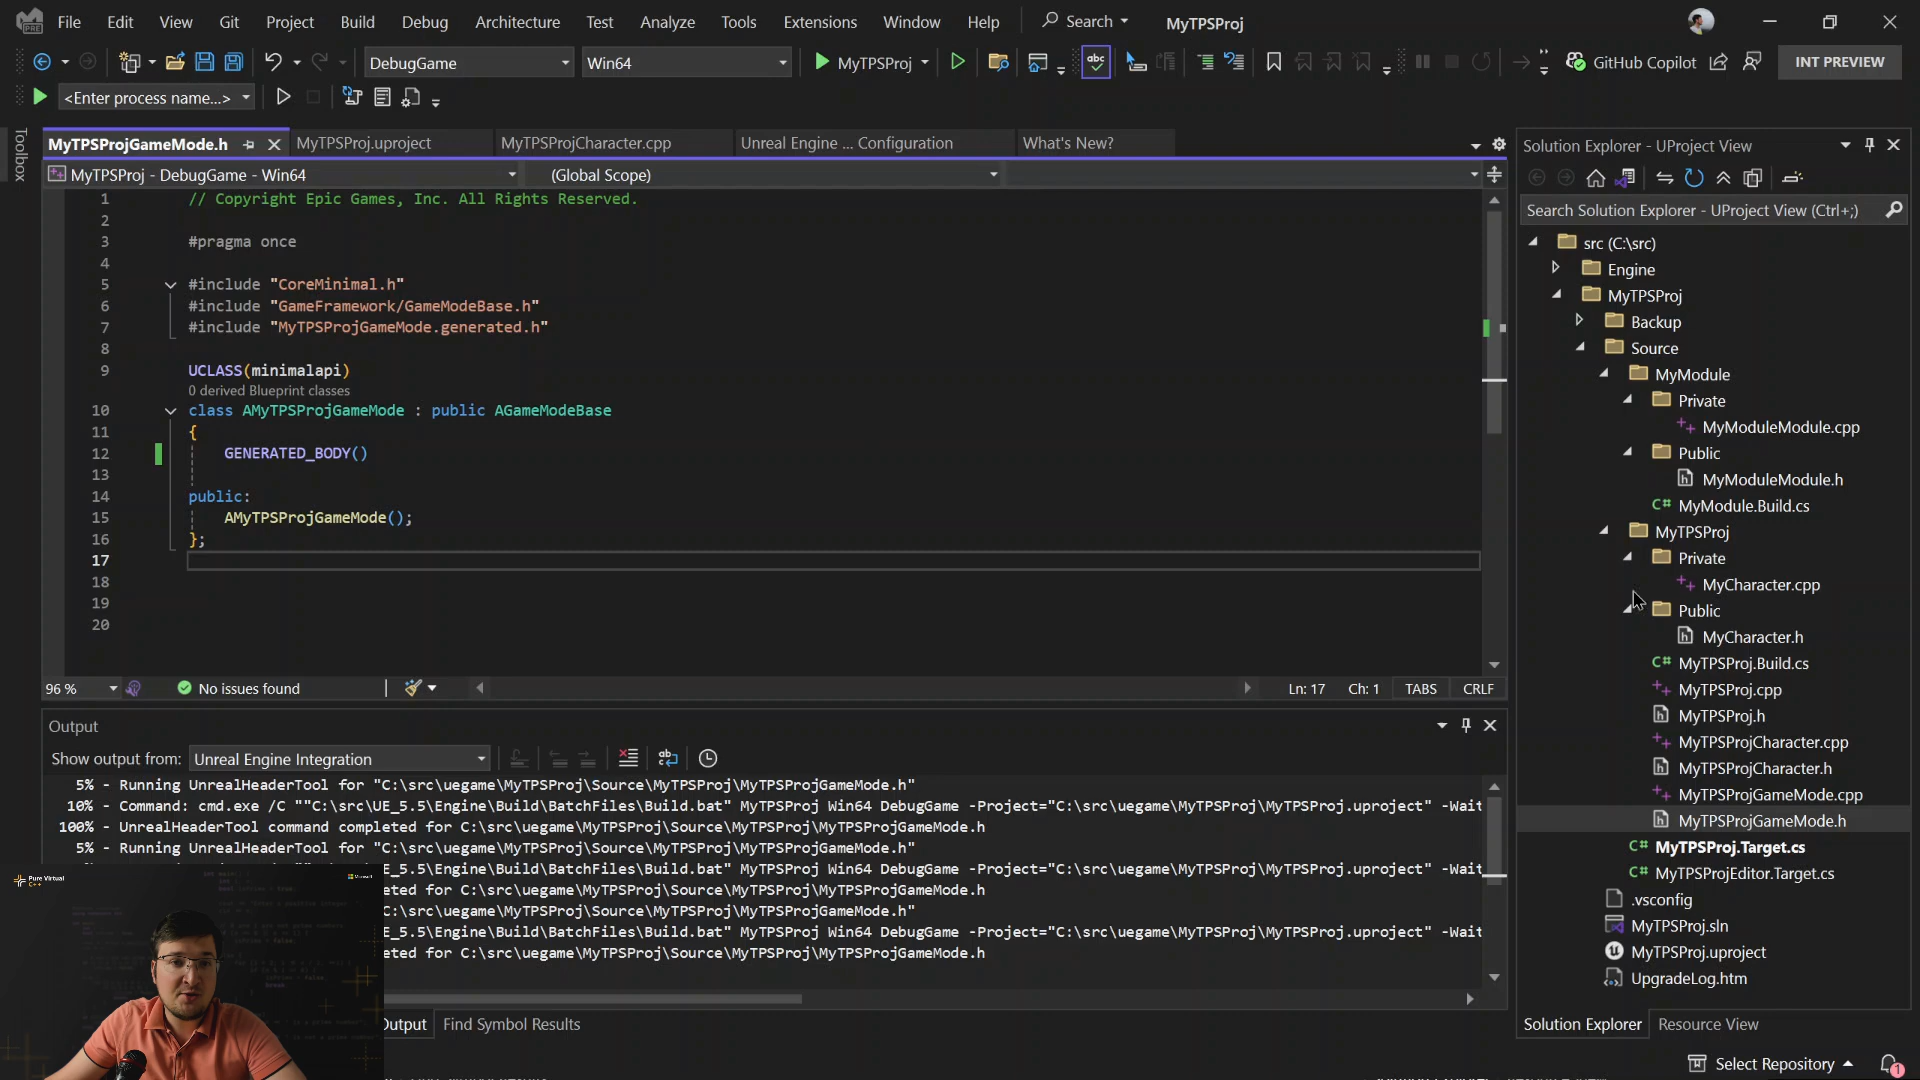 File Edit View Git Project Build Debug Architecture Test Analyze Tools Extensions Window Help Search MyTPSProj
DebugGame Win64 MyTPSProj GitHub Copilot INT PREVIEW
<Enter process name...>
Toolbox
MyTPSProjGameMode.h MyTPSProj.uproject MyTPSProjCharacter.cpp Unreal Engine ... Configuration What's New?
MyTPSProj - DebugGame - Win64 (Global Scope)
1 // Copyright Epic Games, Inc. All Rights Reserved.
2
3 #pragma once
4
5 #include "CoreMinimal.h"
6 #include "GameFramework/GameModeBase.h"
7 #include "MyTPSProjGameMode.generated.h"
8
9 UCLASS(minimalapi)
0 derived Blueprint classes
10 class AMyTPSProjGameMode : public AGameModeBase
11 {
12 GENERATED_BODY()
13
14 public:
15 AMyTPSProjGameMode();
16 };
17
18
19
20
96 % No issues found Ln: 17 Ch: 1 TABS CRLF
Output
Show output from: Unreal Engine Integration
5% - Running UnrealHeaderTool for "C:\src\uegame\MyTPSProj\Source\MyTPSProj\MyTPSProjGameMode.h"
10% - Command: cmd.exe /C ""C:\src\UE_5.5\Engine\Build\BatchFiles\Build.bat" MyTPSProj Win64 DebugGame -Project="C:\src\uegame\MyTPSProj\MyTPSProj.uproject" -Wait
100% - UnrealHeaderTool command completed for C:\src\uegame\MyTPSProj\Source\MyTPSProj\MyTPSProjGameMode.h
5% - Running UnrealHeaderTool for "C:\src\uegame\MyTPSProj\Source\MyTPSProj\MyTPSProjGameMode.h"
E_5.5\Engine\Build\BatchFiles\Build.bat" MyTPSProj Win64 DebugGame -Project="C:\src\uegame\MyTPSProj\MyTPSProj.uproject" -Wait
eted for C:\src\uegame\MyTPSProj\Source\MyTPSProj\MyTPSProjGameMode.h
C:\src\uegame\MyTPSProj\Source\MyTPSProj\MyTPSProjGameMode.h"
E_5.5\Engine\Build\BatchFiles\Build.bat" MyTPSProj Win64 DebugGame -Project="C:\src\uegame\MyTPSProj\MyTPSProj.uproject" -Wait
eted for C:\src\uegame\MyTPSProj\Source\MyTPSProj\MyTPSProjGameMode.h
Pure Virtual
C++
Microsoft
Output Find Symbol Results
Solution Explorer - UProject View
Search Solution Explorer - UProject View (Ctrl+;)
src (C:\src)
Engine
MyTPSProj
Backup
Source
MyModule
Private
MyModuleModule.cpp
Public
MyModuleModule.h
MyModule.Build.cs
MyTPSProj
Private
MyCharacter.cpp
Public
MyCharacter.h
MyTPSProj.Build.cs
MyTPSProj.cpp
MyTPSProj.h
MyTPSProjCharacter.cpp
MyTPSProjCharacter.h
MyTPSProjGameMode.cpp
MyTPSProjGameMode.h
MyTPSProj.Target.cs
MyTPSProjEditor.Target.cs
.vsconfig
MyTPSProj.sln
MyTPSProj.uproject
UpgradeLog.htm
Solution Explorer Resource View
Select Repository 1